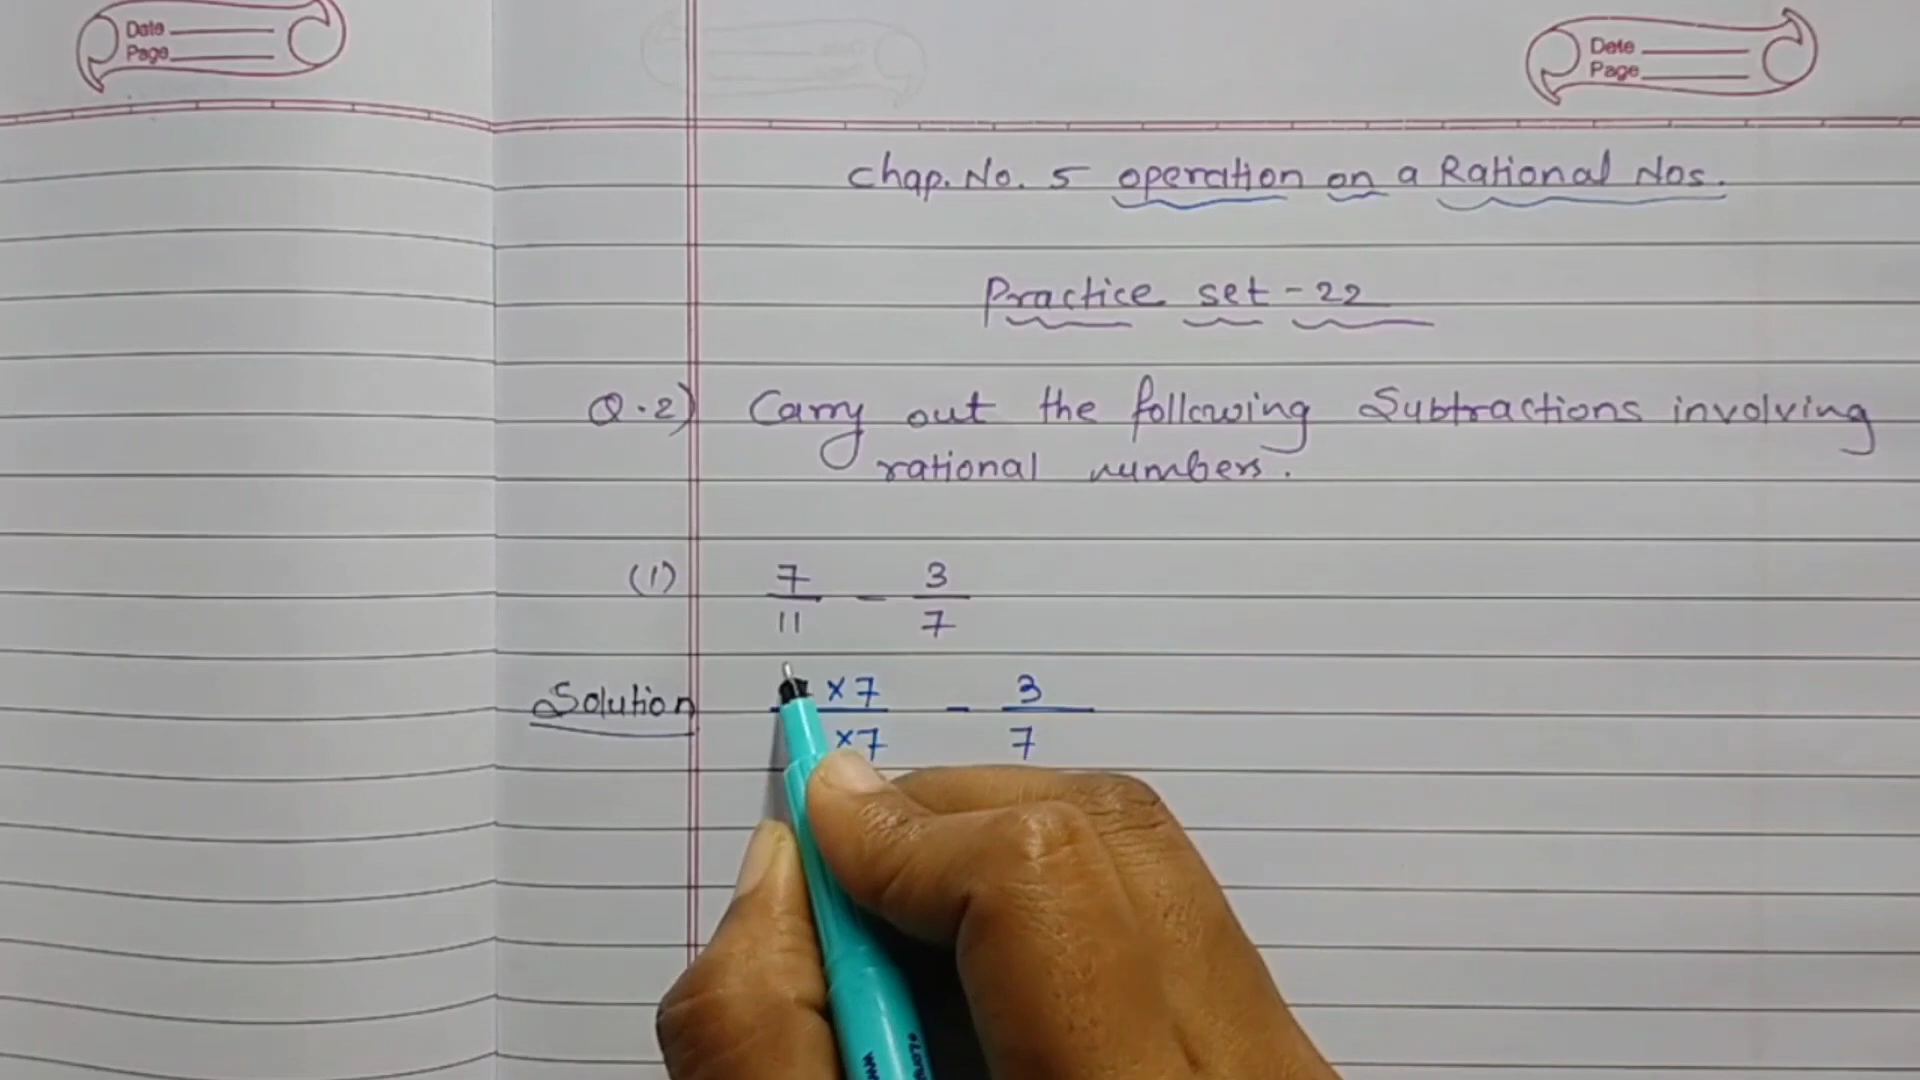 Date
Page
Date
Page
Chap. No. 5 operation on a Rational Nos.
Practice set - 22
Q.2) Carry out the following Subtractions involving
rational numbers.
(1) 7/11 - 3/7
Solution ×7/×7 - 3/7